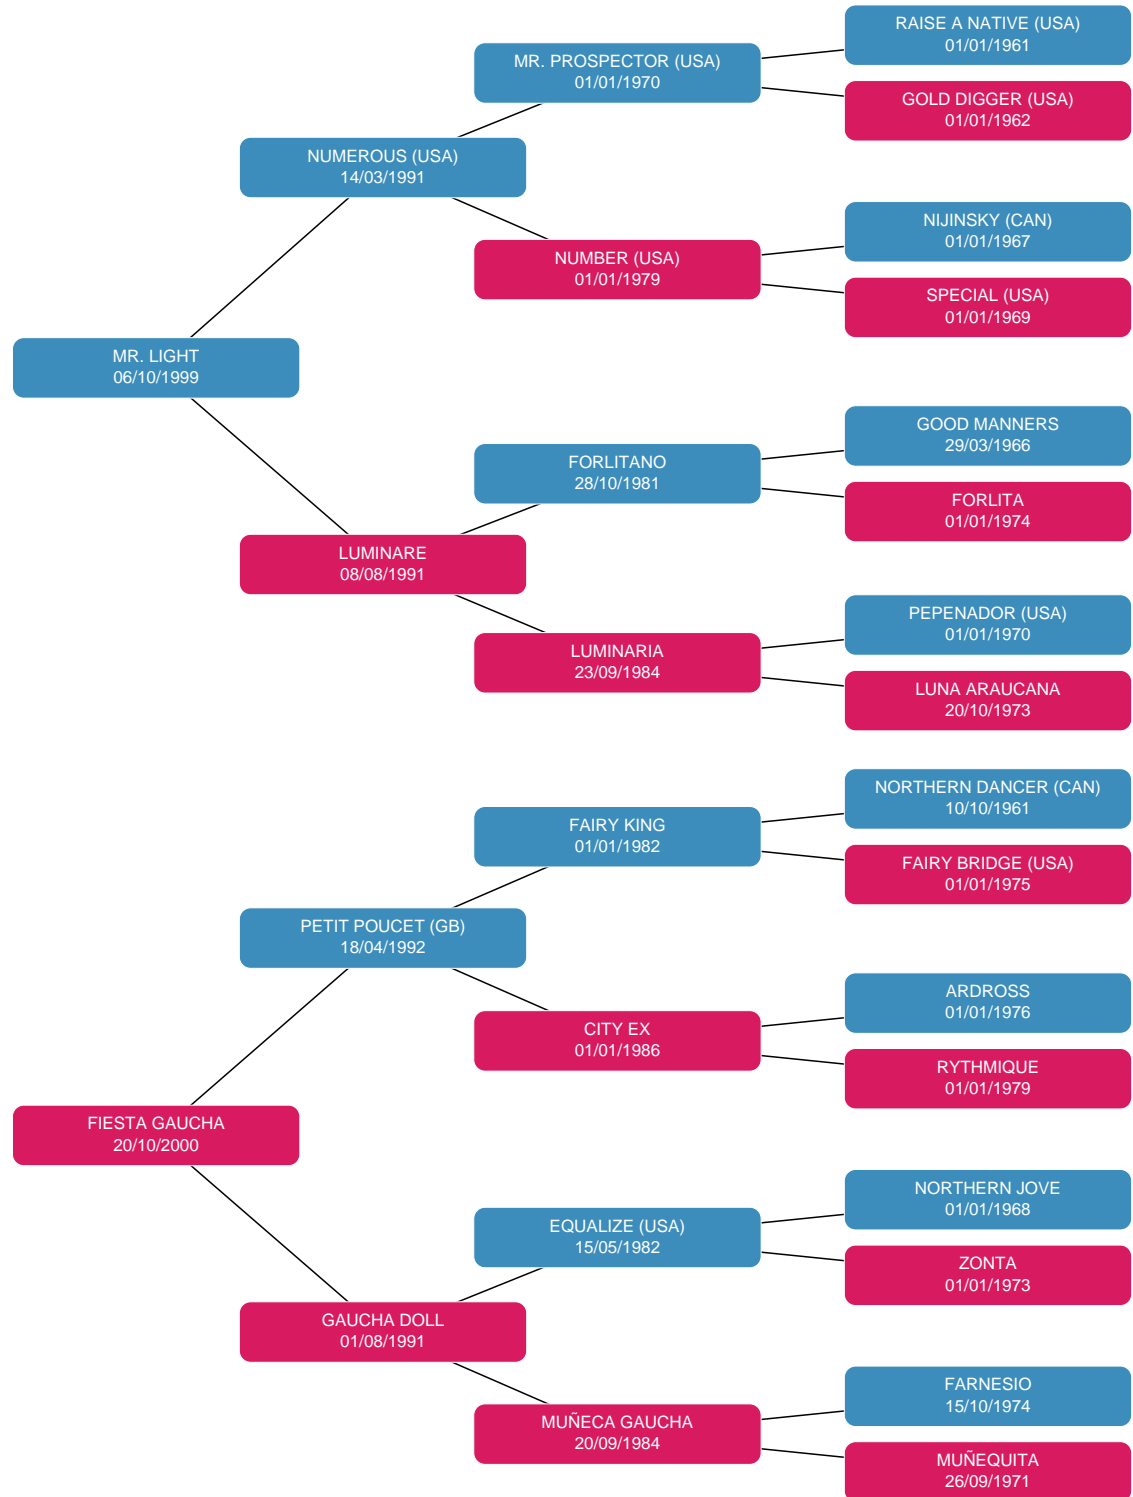 RAISE A NATIVE (USA)
01/01/1961
MR. PROSPECTOR (USA)
01/01/1970
GOLD DIGGER (USA)
01/01/1962
NUMEROUS (USA)
14/03/1991
NIJINSKY (CAN)
01/01/1967
NUMBER (USA)
01/01/1979
SPECIAL (USA)
01/01/1969
MR. LIGHT
06/10/1999
GOOD MANNERS
29/03/1966
FORLITANO
28/10/1981
FORLITA
01/01/1974
LUMINARE
08/08/1991
PEPENADOR (USA)
01/01/1970
LUMINARIA
23/09/1984
LUNA ARAUCANA
20/10/1973
NORTHERN DANCER (CAN)
10/10/1961
FAIRY KING
01/01/1982
FAIRY BRIDGE (USA)
01/01/1975
PETIT POUCET (GB)
18/04/1992
ARDROSS
01/01/1976
CITY EX
01/01/1986
RYTHMIQUE
01/01/1979
FIESTA GAUCHA
20/10/2000
NORTHERN JOVE
01/01/1968
EQUALIZE (USA)
15/05/1982
ZONTA
01/01/1973
GAUCHA DOLL
01/08/1991
FARNESIO
15/10/1974
MUÑECA GAUCHA
20/09/1984
MUÑEQUITA
26/09/1971